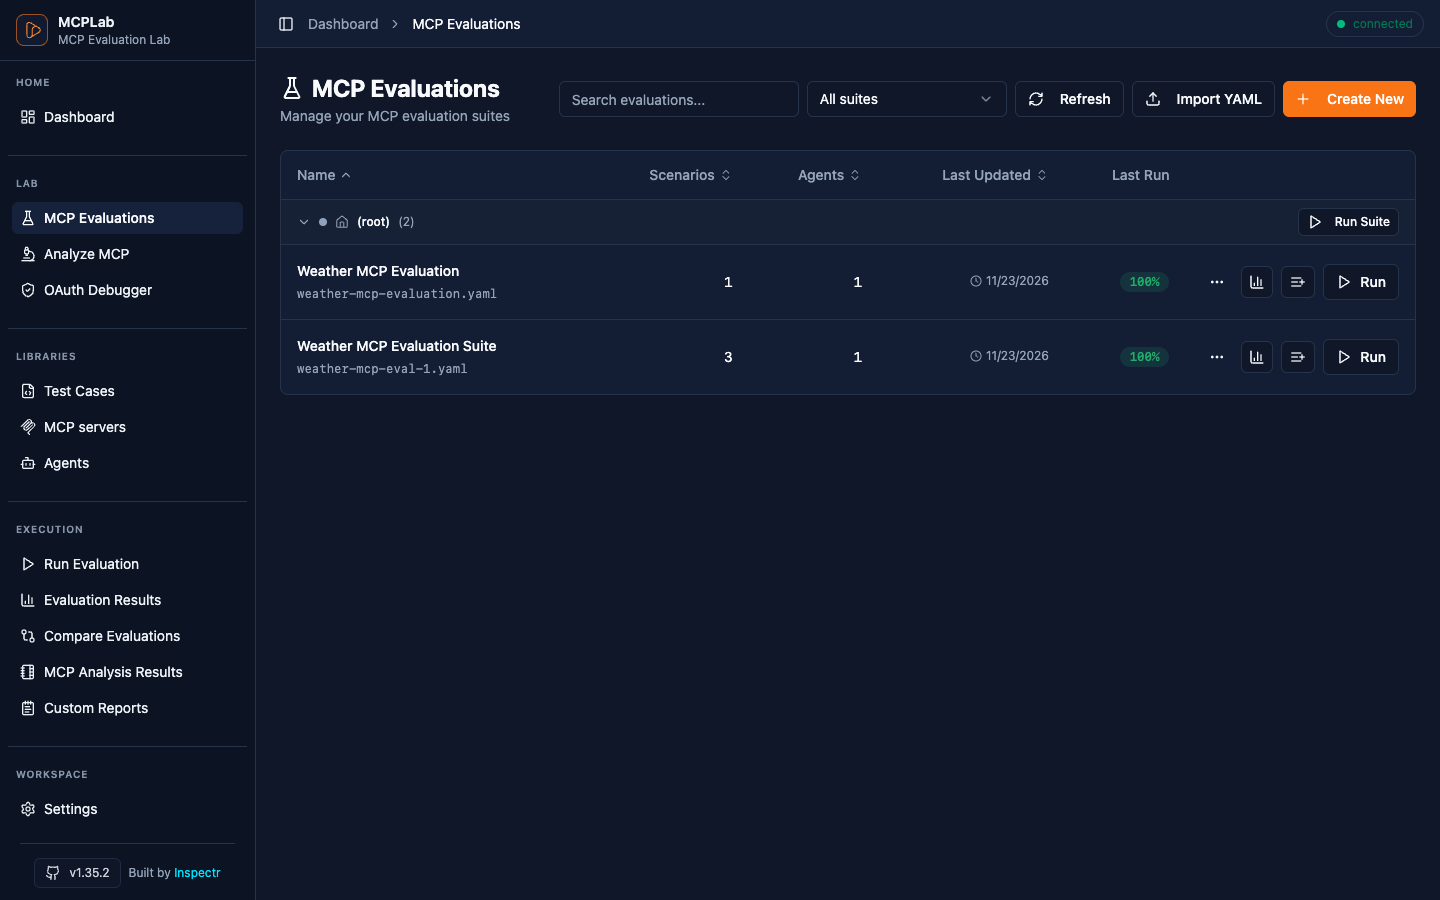 MCPLab
MCP Evaluation Lab
HOME
Dashboard
LAB
MCP Evaluations
Analyze MCP
OAuth Debugger
LIBRARIES
Test Cases
MCP servers
Agents
EXECUTION
Run Evaluation
Evaluation Results
Compare Evaluations
MCP Analysis Results
Custom Reports
WORKSPACE
Settings
v1.35.2 Built by Inspectr
Dashboard MCP Evaluations connected
MCP Evaluations
Manage your MCP evaluation suites
Search evaluations... All suites Refresh Import YAML Create New
Name Scenarios Agents Last Updated Last Run
(root) (2) Run Suite
Weather MCP Evaluation
weather-mcp-evaluation.yaml
1 1 11/23/2026 100% Run
Weather MCP Evaluation Suite
weather-mcp-eval-1.yaml
3 1 11/23/2026 100% Run